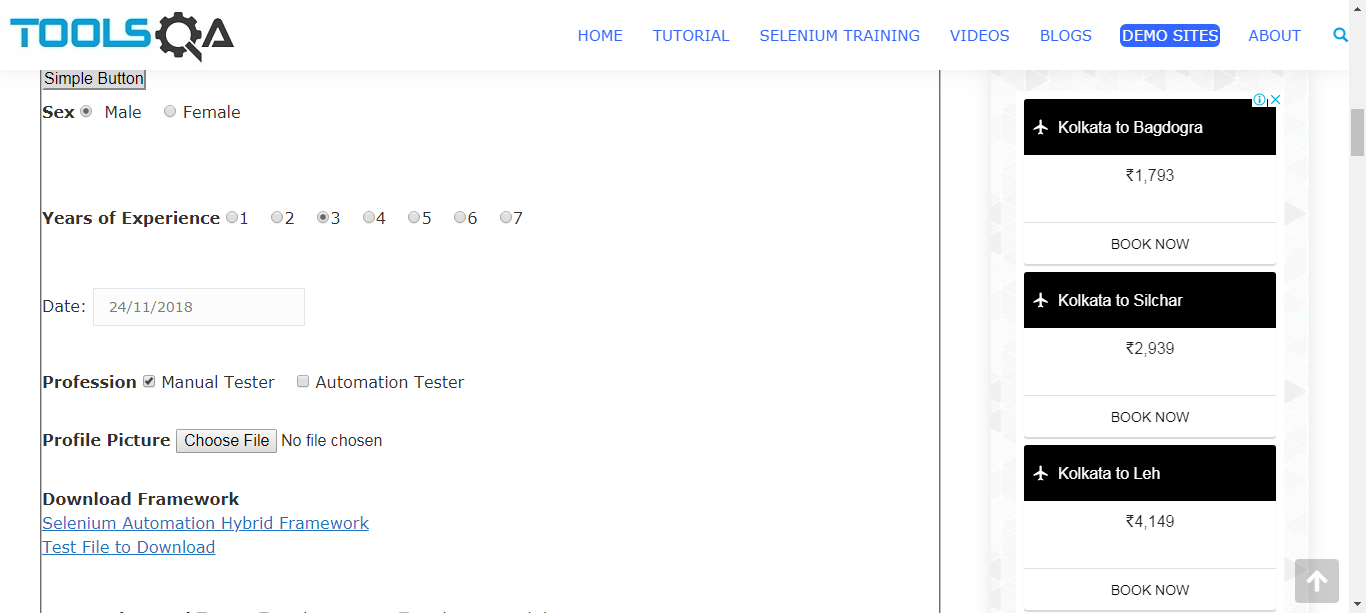 TOOLSQA
HOME TUTORIAL SELENIUM TRAINING VIDEOS BLOGS DEMO SITES ABOUT
Simple Button
Sex Male Female
Years of Experience 1 2 3 4 5 6 7
Date: 24/11/2018
Profession Manual Tester Automation Tester
Profile Picture Choose File No file chosen
Download Framework
Selenium Automation Hybrid Framework
Test File to Download
Kolkata to Bagdogra
₹1,793
BOOK NOW
Kolkata to Silchar
₹2,939
BOOK NOW
Kolkata to Leh
₹4,149
BOOK NOW